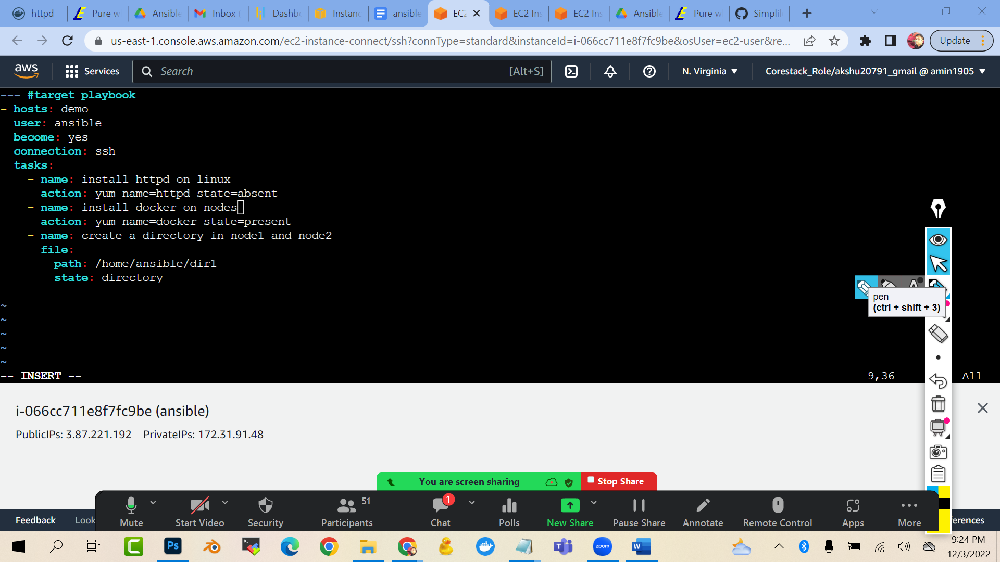 httpd -
Pure w
Ansible
Inbox (
Dashb
Instanc
ansible
EC2
EC2 Ins
EC2 Ins
Ansible
Pure w
Simplil
us-east-1.console.aws.amazon.com/ec2-instance-connect/ssh?connType=standard&instanceId=i-066cc711e8f7fc9be&osUser=ec2-user&re...
Update
aws
Services
Search
[Alt+S]
N. Virginia
Corestack_Role/akshu20791_gmail @ amin1905
--- #target playbook
- hosts: demo
user: ansible
become: yes
connection: ssh
tasks:
- name: install httpd on linux
action: yum name=httpd state=absent
- name: install docker on nodes
action: yum name=docker state=present
- name: create a directory in node1 and node2
file:
path: /home/ansible/dir1
state: directory
~
~
~
~
~
-- INSERT --
9,36
All
pen
(ctrl + shift + 3)
i-066cc711e8f7fc9be (ansible)
PublicIPs: 3.87.221.192 PrivateIPs: 172.31.91.48
You are screen sharing
Stop Share
Mute
Start Video
Security
Participants
51
Chat
1
Polls
New Share
Pause Share
Annotate
Remote Control
Apps
More
Feedback
Look
ferences
Ps
zoom
W
9:24 PM
12/3/2022